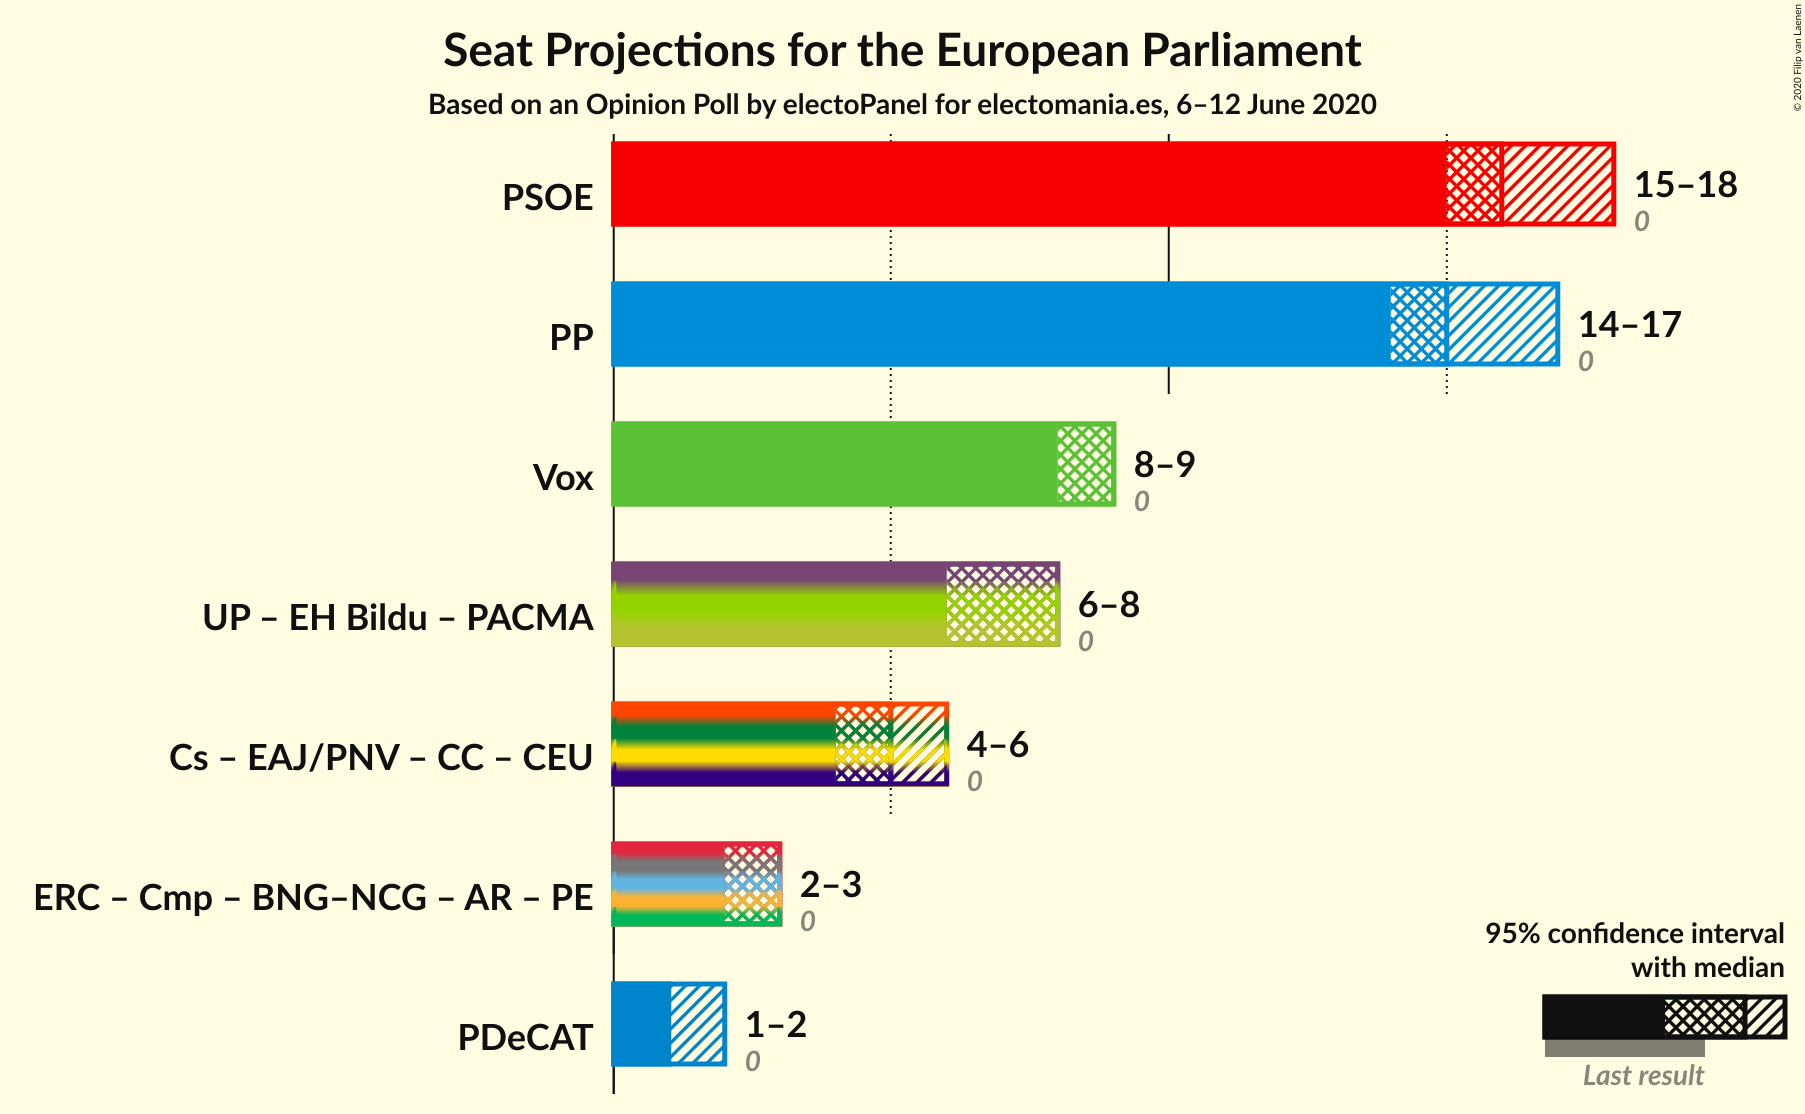 Seat Projections for the European Parliament
Based on an Opinion Poll by electoPanel for electomania.es, 6–12 June 2020
© 2020 Filip van Laenen
PSOE
15–18
0
PP
14–17
0
Vox
8–9
0
UP – EH Bildu – PACMA
6–8
0
Cs – EAJ/PNV – CC – CEU
4–6
0
ERC – Cmp – BNG–NCG – AR – PE
2–3
0
PDeCAT
1–2
0
95% confidence interval
with median
Last result